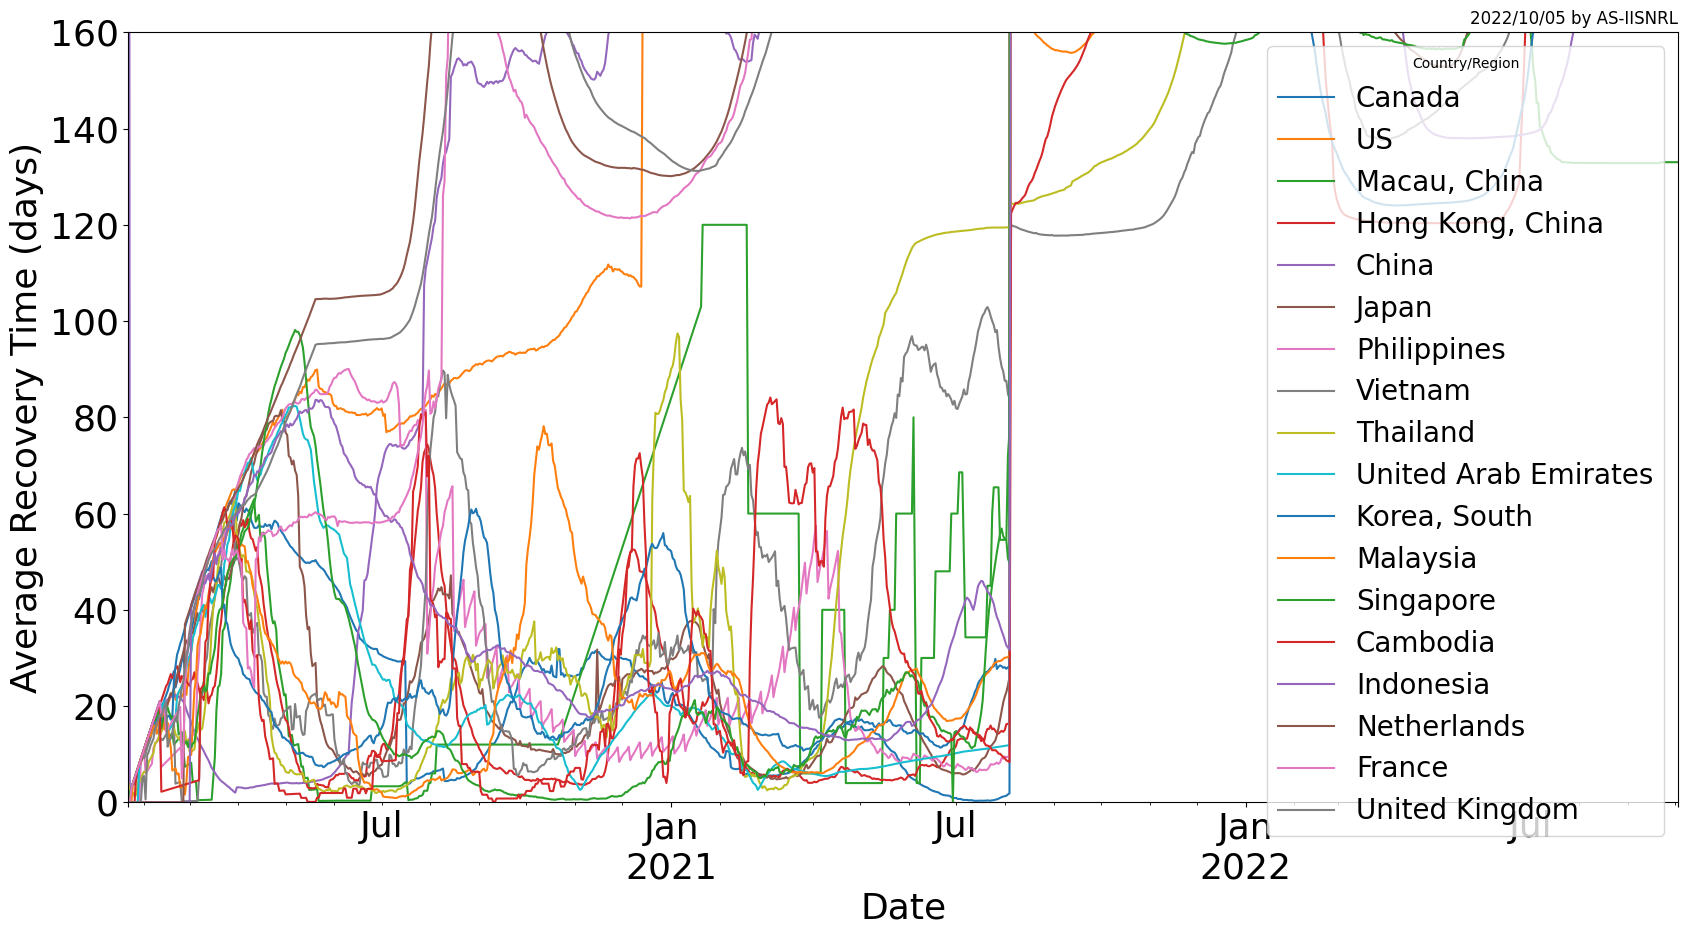 2022/10/05 by AS-IISNRL
Average Recovery Time (days)
160
140
120
100
80
60
40
20
0
Country/Region
Canada
US
Macau, China
Hong Kong, China
China
Japan
Philippines
Vietnam
Thailand
United Arab Emirates
Korea, South
Malaysia
Singapore
Cambodia
Indonesia
Netherlands
France
United Kingdom
Jul
Jan
2021
Jul
Jan
2022
Jul
Date